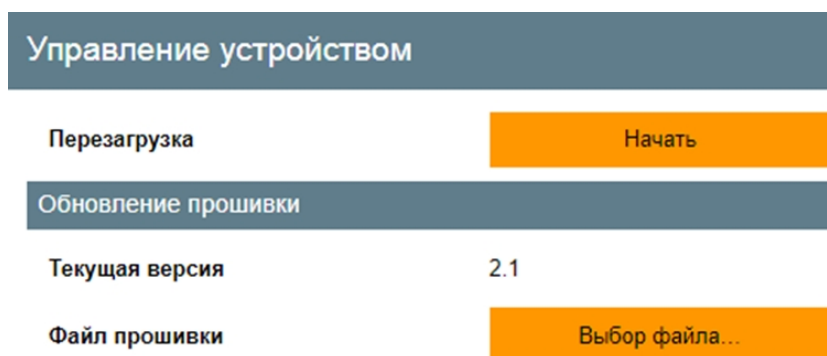 Управление устройством
Перезагрузка Начать
Обновление прошивки
Текущая версия 2.1
Файл прошивки Выбор файла...